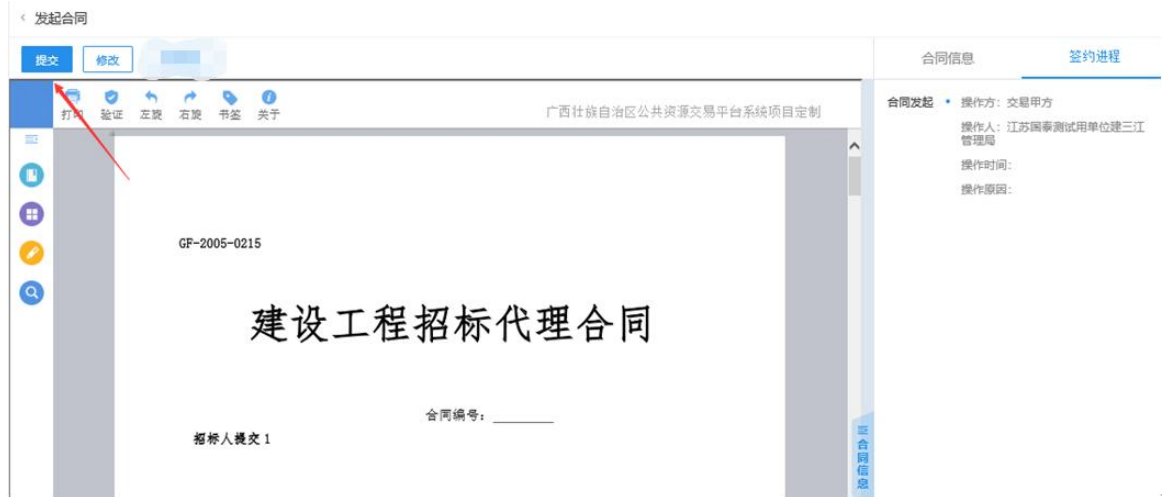 发起合同
提交 修改
合同信息 签约进程
打印 验证 左旋 右旋 书签 关于
广西壮族自治区公共资源交易平台系统项目定制
合同发起 • 操作方：交易甲方
操作人：江苏国泰测试用单位建三江
管理局
操作时间：
操作原因：
GF-2005-0215
建设工程招标代理合同
合同编号：
招标人提交 1
合同信息